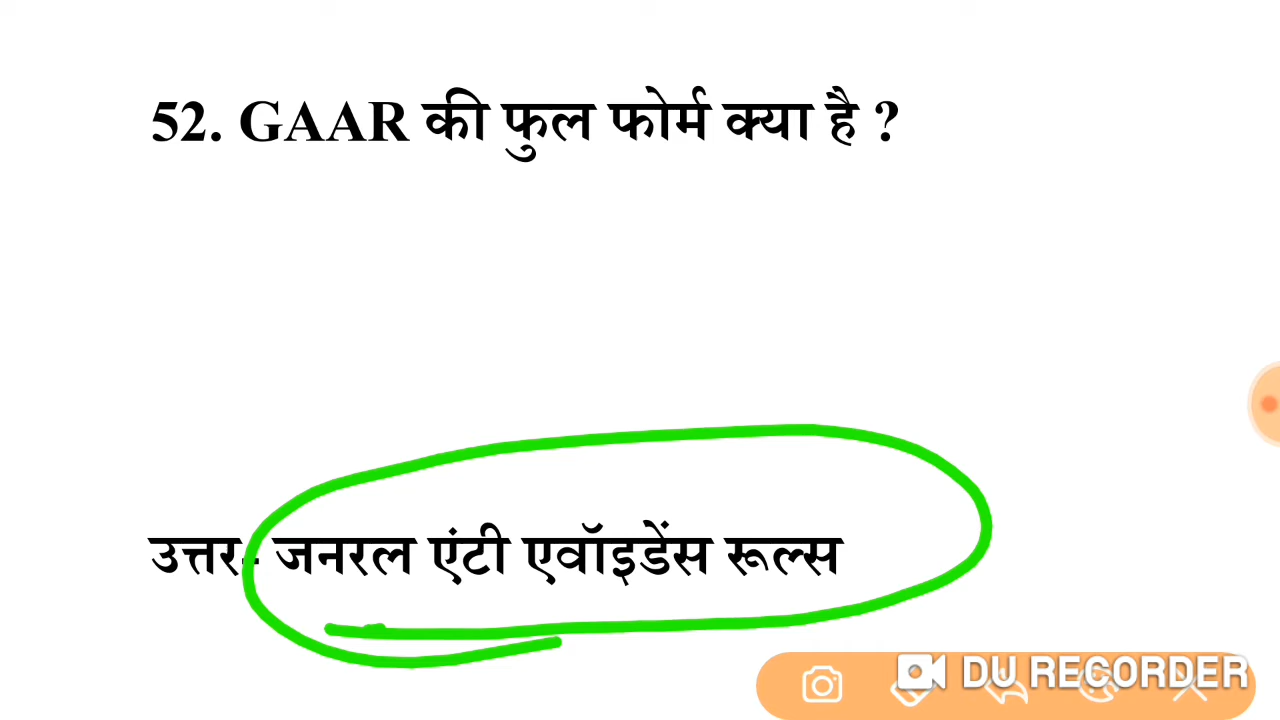 52. GAAR की फुल फोर्म क्या है ?
उत्तर- जनरल एंटी एवॉइडेंस रूल्स
DU RECORDER